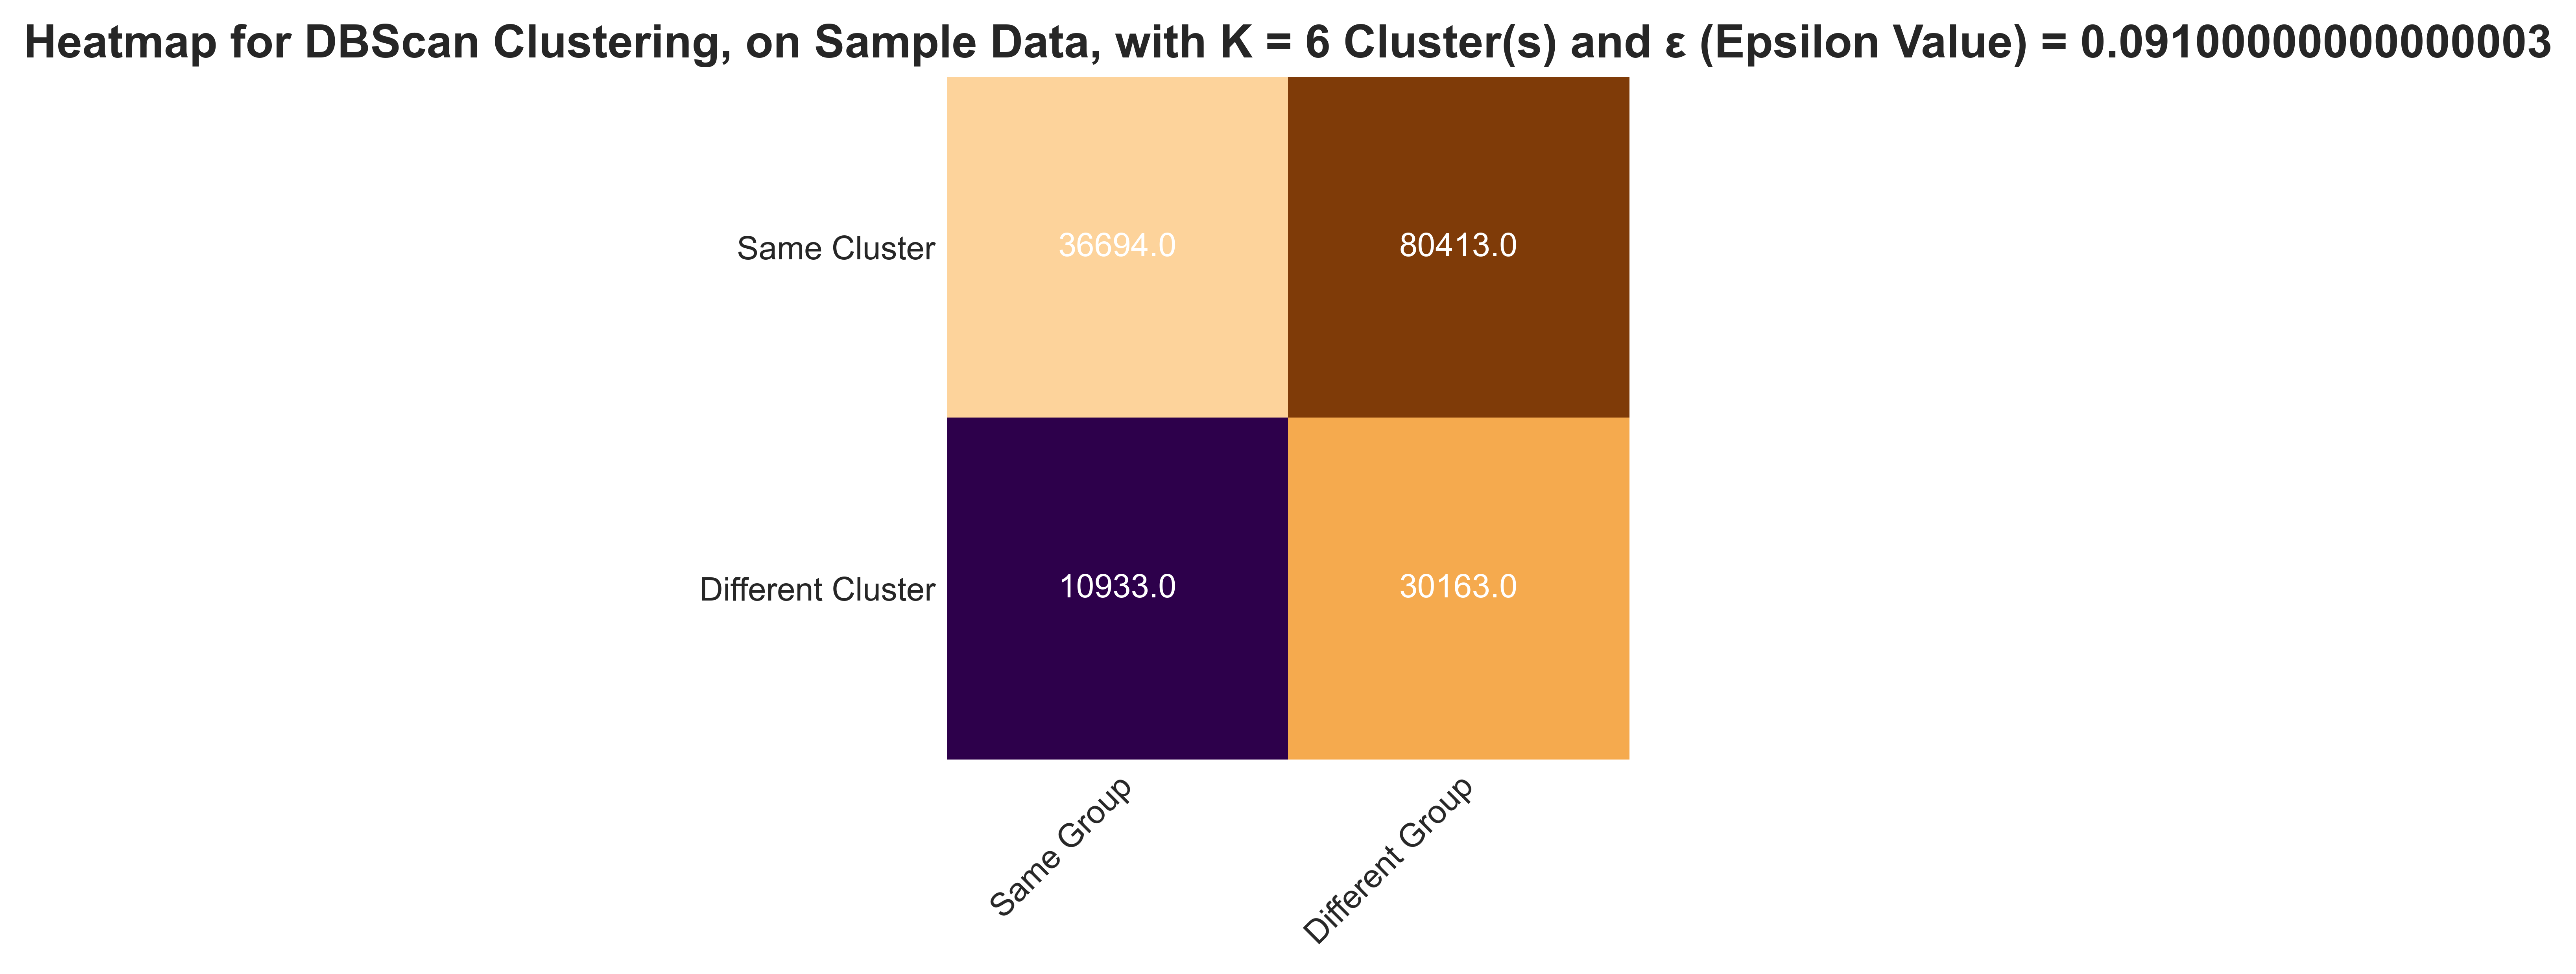 Heatmap for DBScan Clustering, on Sample Data, with K = 6 Cluster(s) and ε (Epsilon Value) = 0.09100000000000003
Same Cluster
36694.0
80413.0
Different Cluster
10933.0
30163.0
Same Group
Different Group